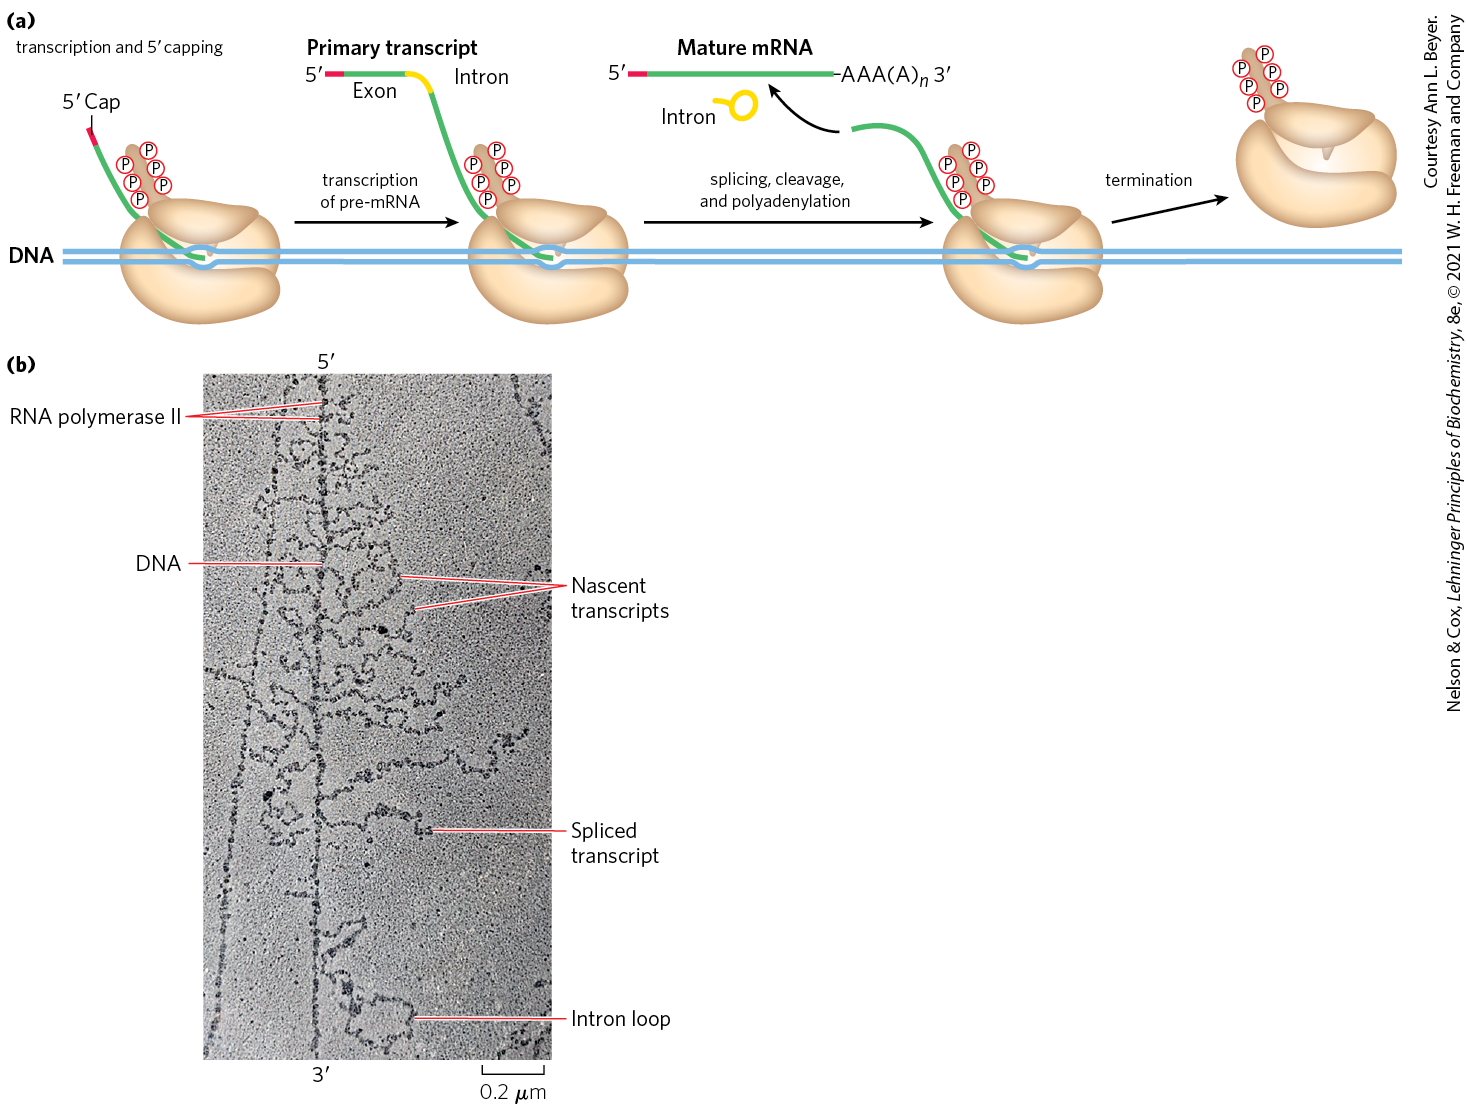 (a)
transcription and 5′ capping
5′ Cap
P P P P P P
DNA
Primary transcript
5′
Exon
Intron
P P P P P P
transcription
of pre-mRNA
Mature mRNA
5′ -AAA(A)n 3′
Intron
splicing, cleavage,
and polyadenylation
P P P P P P
termination
P P P P P P
(b)
5′
RNA polymerase II
DNA
Nascent
transcripts
Spliced
transcript
Intron loop
3′
0.2 μm
Courtesy Ann L. Beyer.
Nelson & Cox, Lehninger Principles of Biochemistry, 8e, © 2021 W. H. Freeman and Company